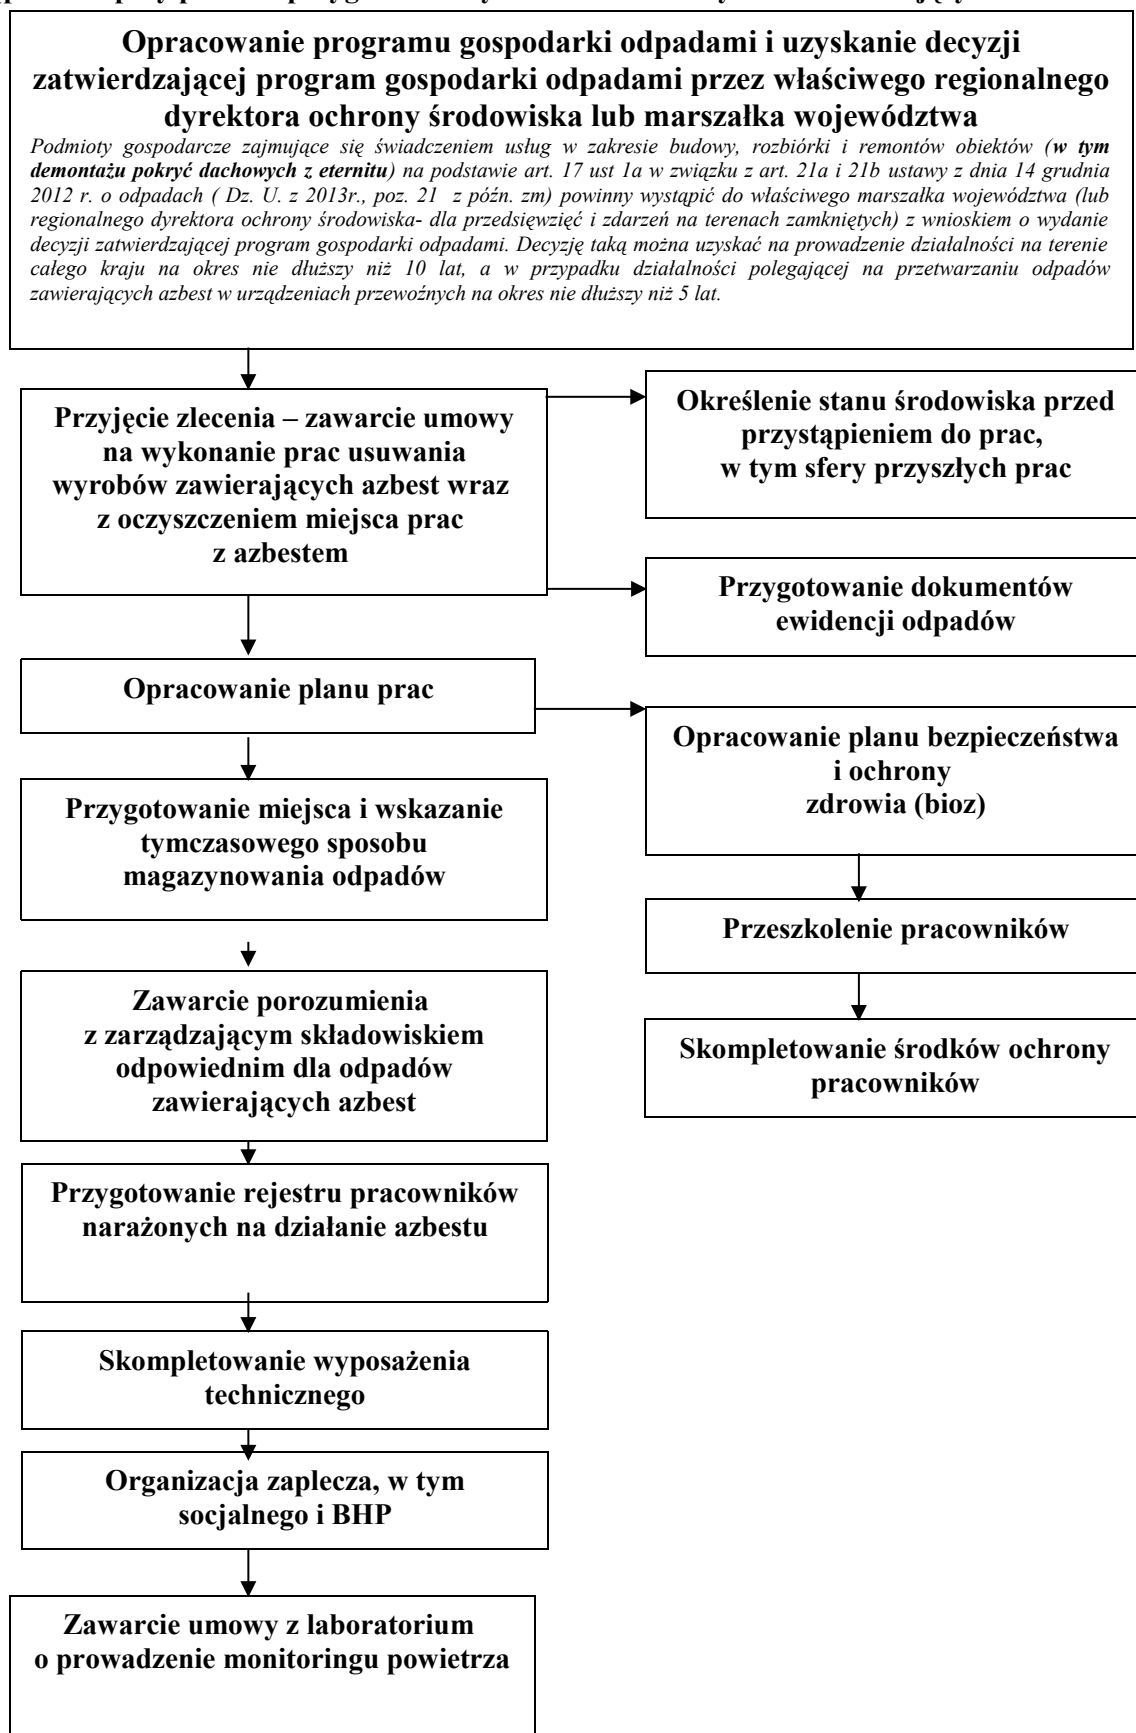 Opracowanie programu gospodarki odpadami i uzyskanie decyzji
zatwierdzającej program gospodarki odpadami przez właściwego regionalnego
dyrektora ochrony środowiska lub marszałka województwa
Podmioty gospodarcze zajmujące się świadczeniem usług w zakresie budowy, rozbiórki i remontów obiektów (w tym
demontażu pokryć dachowych z eternitu) na podstawie art. 17 ust 1a w związku z art. 21a i 21b ustawy z dnia 14 grudnia
2012 r. o odpadach ( Dz. U. z 2013r., poz. 21 z późn. zm) powinny wystąpić do właściwego marszałka województwa (lub
regionalnego dyrektora ochrony środowiska- dla przedsięwzięć i zdarzeń na terenach zamkniętych) z wnioskiem o wydanie
decyzji zatwierdzającej program gospodarki odpadami. Decyzję taką można uzyskać na prowadzenie działalności na terenie
całego kraju na okres nie dłuższy niż 10 lat, a w przypadku działalności polegającej na przetwarzaniu odpadów
zawierających azbest w urządzeniach przewoźnych na okres nie dłuższy niż 5 lat.
Przyjęcie zlecenia – zawarcie umowy
na wykonanie prac usuwania
wyrobów zawierających azbest wraz
z oczyszczeniem miejsca prac
z azbestem
Określenie stanu środowiska przed
przystąpieniem do prac,
w tym sfery przyszłych prac
Przygotowanie dokumentów
ewidencji odpadów
Opracowanie planu prac
Opracowanie planu bezpieczeństwa
i ochrony
zdrowia (bioz)
Przygotowanie miejsca i wskazanie
tymczasowego sposobu
magazynowania odpadów
Przeszkolenie pracowników
Zawarcie porozumienia
z zarządzającym składowiskiem
odpowiednim dla odpadów
zawierających azbest
Skompletowanie środków ochrony
pracowników
Przygotowanie rejestru pracowników
narażonych na działanie azbestu
Skompletowanie wyposażenia
technicznego
Organizacja zaplecza, w tym
socjalnego i BHP
Zawarcie umowy z laboratorium
o prowadzenie monitoringu powietrza